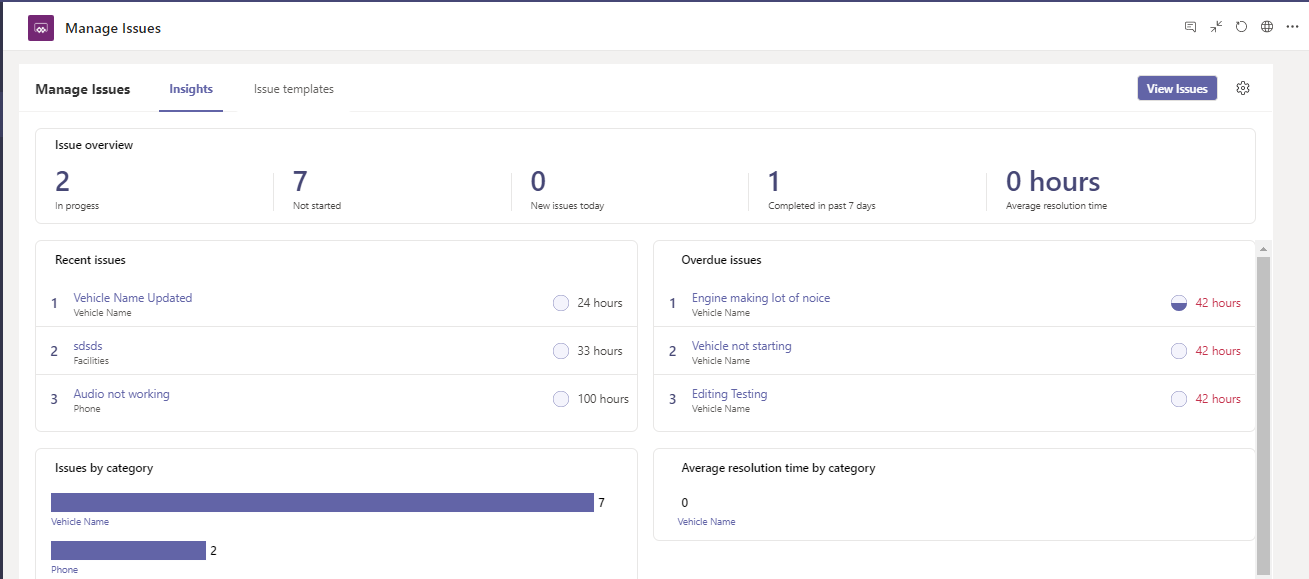 Manage Issues
Manage Issues Insights Issue templates View Issues
Issue overview
2 7 0 1 0 hours
In progess Not started New issues today Completed in past 7 days Average resolution time
Recent issues
1 Vehicle Name Updated 24 hours
Vehicle Name
2 sdsds 33 hours
Facilities
3 Audio not working 100 hours
Phone
Overdue issues
1 Engine making lot of noice 42 hours
Vehicle Name
2 Vehicle not starting 42 hours
Vehicle Name
3 Editing Testing 42 hours
Vehicle Name
Issues by category
7
Vehicle Name
2
Phone
Average resolution time by category
0
Vehicle Name